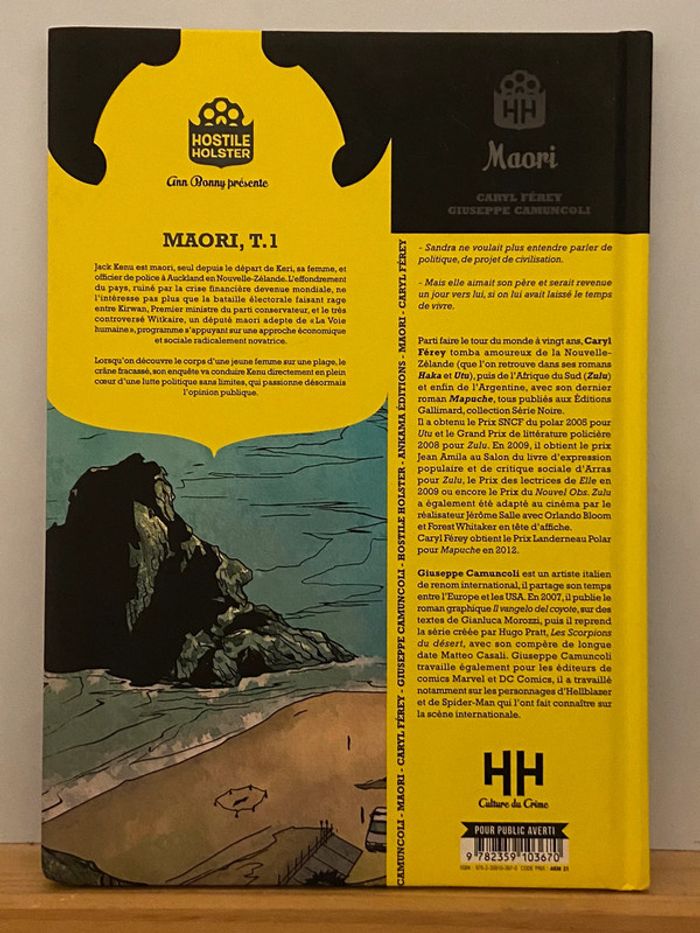 HOSTILE
HOLSTER
Ann Bonny présente
MAORI, T.1
Jack Kenu est maori, seul depuis le départ de Keri, sa femme, et
officier de police à Auckland en Nouvelle-Zélande. L'effondrement
du pays, ruiné par la crise financière devenue mondiale, ne
l'intéresse pas plus que la bataille électorale faisant rage
entre Kirwan, Premier ministre du parti conservateur, et le très
controversé Witkaire, un député maori adepte de «La Voie
humaine», programme s'appuyant sur une approche économique
et sociale radicalement novatrice.
Lorsqu'on découvre le corps d'une jeune femme sur une plage, le
crâne fracassé, son enquête va conduire Kenu directement en plein
cœur d'une lutte politique sans limites, qui passionne désormais
l'opinion publique.
CAMUNCOLI - MAORI - CARYL FÉREY - GIUSEPPE CAMUNCOLI - HOSTILE HOLSTER - ANKAMA ÉDITIONS - MAORI - CARYL FÉREY
HH
Maori
CARYL FÉREY
GIUSEPPE CAMUNCOLI
- Sandra ne voulait plus entendre parler de
politique, de projet de civilisation.
- Mais elle aimait son père et serait revenue
un jour vers lui, si on lui avait laissé le temps
de vivre.
Parti faire le tour du monde à vingt ans, Caryl
Férey tomba amoureux de la Nouvelle-
Zélande (que l'on retrouve dans ses romans
Haka et Utu), puis de l'Afrique du Sud (Zulu)
et enfin de l'Argentine, avec son dernier
roman Mapuche, tous publiés aux Éditions
Gallimard, collection Série Noire.
Il a obtenu le Prix SNCF du polar 2005 pour
Utu et le Grand Prix de littérature policière
2008 pour Zulu. En 2009, il obtient le prix
Jean Amila au Salon du livre d'expression
populaire et de critique sociale d'Arras
pour Zulu, le Prix des lectrices de Elle en
2009 ou encore le Prix du Nouvel Obs. Zulu
a également été adapté au cinéma par le
réalisateur Jérôme Salle avec Orlando Bloom
et Forest Whitaker en tête d'affiche.
Caryl Férey obtient le Prix Landerneau Polar
pour Mapuche en 2012.
Giuseppe Camuncoli est un artiste italien
de renom international, il partage son temps
entre l'Europe et les USA. En 2007, il publie le
roman graphique Il vangelo del coyote, sur des
textes de Gianluca Morozzi, puis il reprend
la série créée par Hugo Pratt, Les Scorpions
du désert, avec son compère de longue
date Matteo Casali. Giuseppe Camuncoli
travaille également pour les éditeurs de
comics Marvel et DC Comics, il a travaillé
notamment sur les personnages d'Hellblazer
et de Spider-Man qui l'ont fait connaître sur
la scène internationale.
HH
Culture du Crime
POUR PUBLIC AVERTI
9 782359 103670
ISBN : 978-2-35910-367-0 CODE PRIX : AKM 21